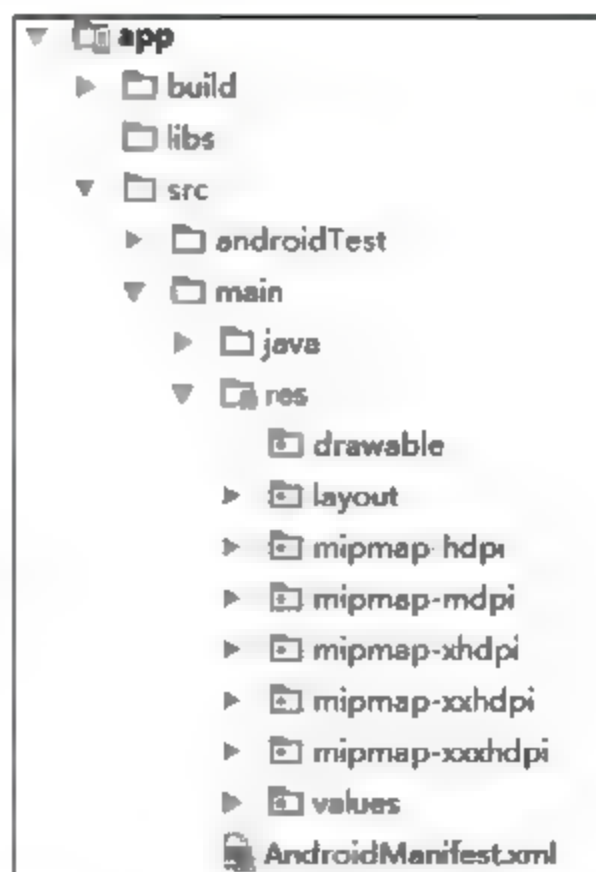 app
build
libs
src
androidTest
main
java
res
drawable
layout
mipmap-hdpi
mipmap-mdpi
mipmap-xhdpi
mipmap-xxhdpi
mipmap-xxxhdpi
values
AndroidManifest.xml